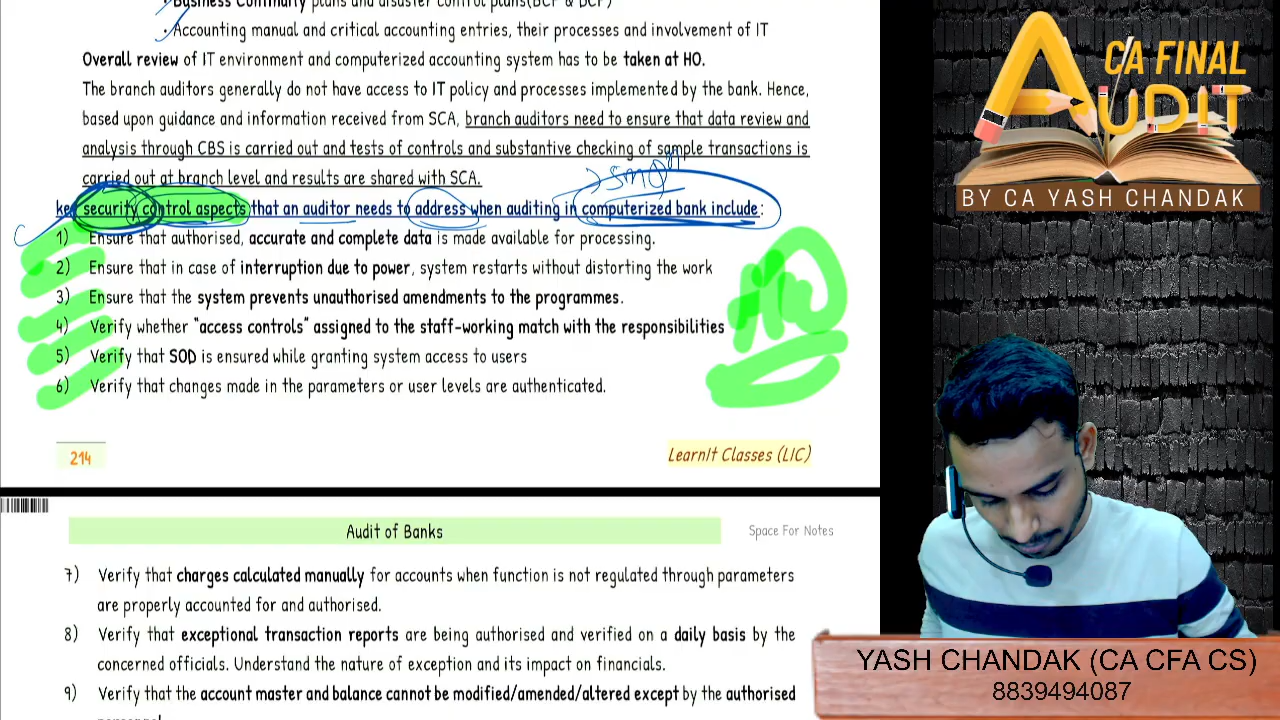 Business Continuity plans and disaster control plans(BCP & DCP)
• Accounting manual and critical accounting entries, their processes and involvement of IT
Overall review of IT environment and computerized accounting system has to be taken at HO.
The branch auditors generally do not have access to IT policy and processes implemented by the bank. Hence,
based upon guidance and information received from SCA, branch auditors need to ensure that data review and
analysis through CBS is carried out and tests of controls and substantive checking of sample transactions is
carried out at branch level and results are shared with SCA.
key security control aspects that an auditor needs to address when auditing in computerized bank include:
1) Ensure that authorised, accurate and complete data is made available for processing.
2) Ensure that in case of interruption due to power, system restarts without distorting the work
3) Ensure that the system prevents unauthorised amendments to the programmes.
4) Verify whether "access controls" assigned to the staff-working match with the responsibilities
5) Verify that SOD is ensured while granting system access to users
6) Verify that changes made in the parameters or user levels are authenticated.
214
LearnIt Classes (LIC)
Audit of Banks
Space For Notes
7) Verify that charges calculated manually for accounts when function is not regulated through parameters
are properly accounted for and authorised.
8) Verify that exceptional transaction reports are being authorised and verified on a daily basis by the
concerned officials. Understand the nature of exception and its impact on financials.
9) Verify that the account master and balance cannot be modified/amended/altered except by the authorised
CA FINAL
AUDIT
BY CA YASH CHANDAK
YASH CHANDAK (CA CFA CS)
8839494087